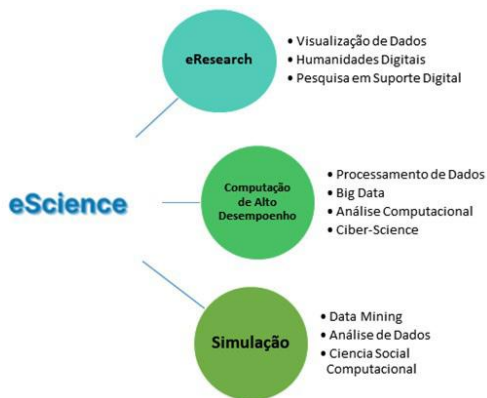 eScience
eResearch
• Visualização de Dados
• Humanidades Digitais
• Pesquisa em Suporte Digital
Computação
de Alto
Desempoenho
• Processamento de Dados
• Big Data
• Análise Computacional
• Ciber-Science
Simulação
• Data Mining
• Análise de Dados
• Ciencia Social
Computacional